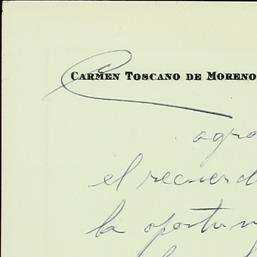 CARMEN TOSCANO DE MORENO
agra
el recuerd
la oportun